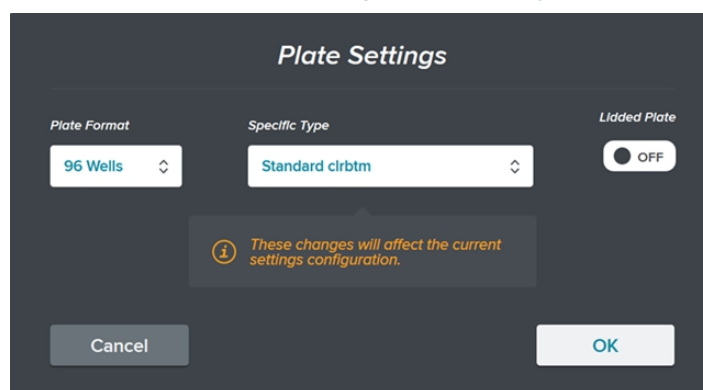 Plate Settings
Plate Format
Specific Type
Lidded Plate
96 Wells
Standard clrbtm
OFF
These changes will affect the current
settings configuration.
Cancel
OK